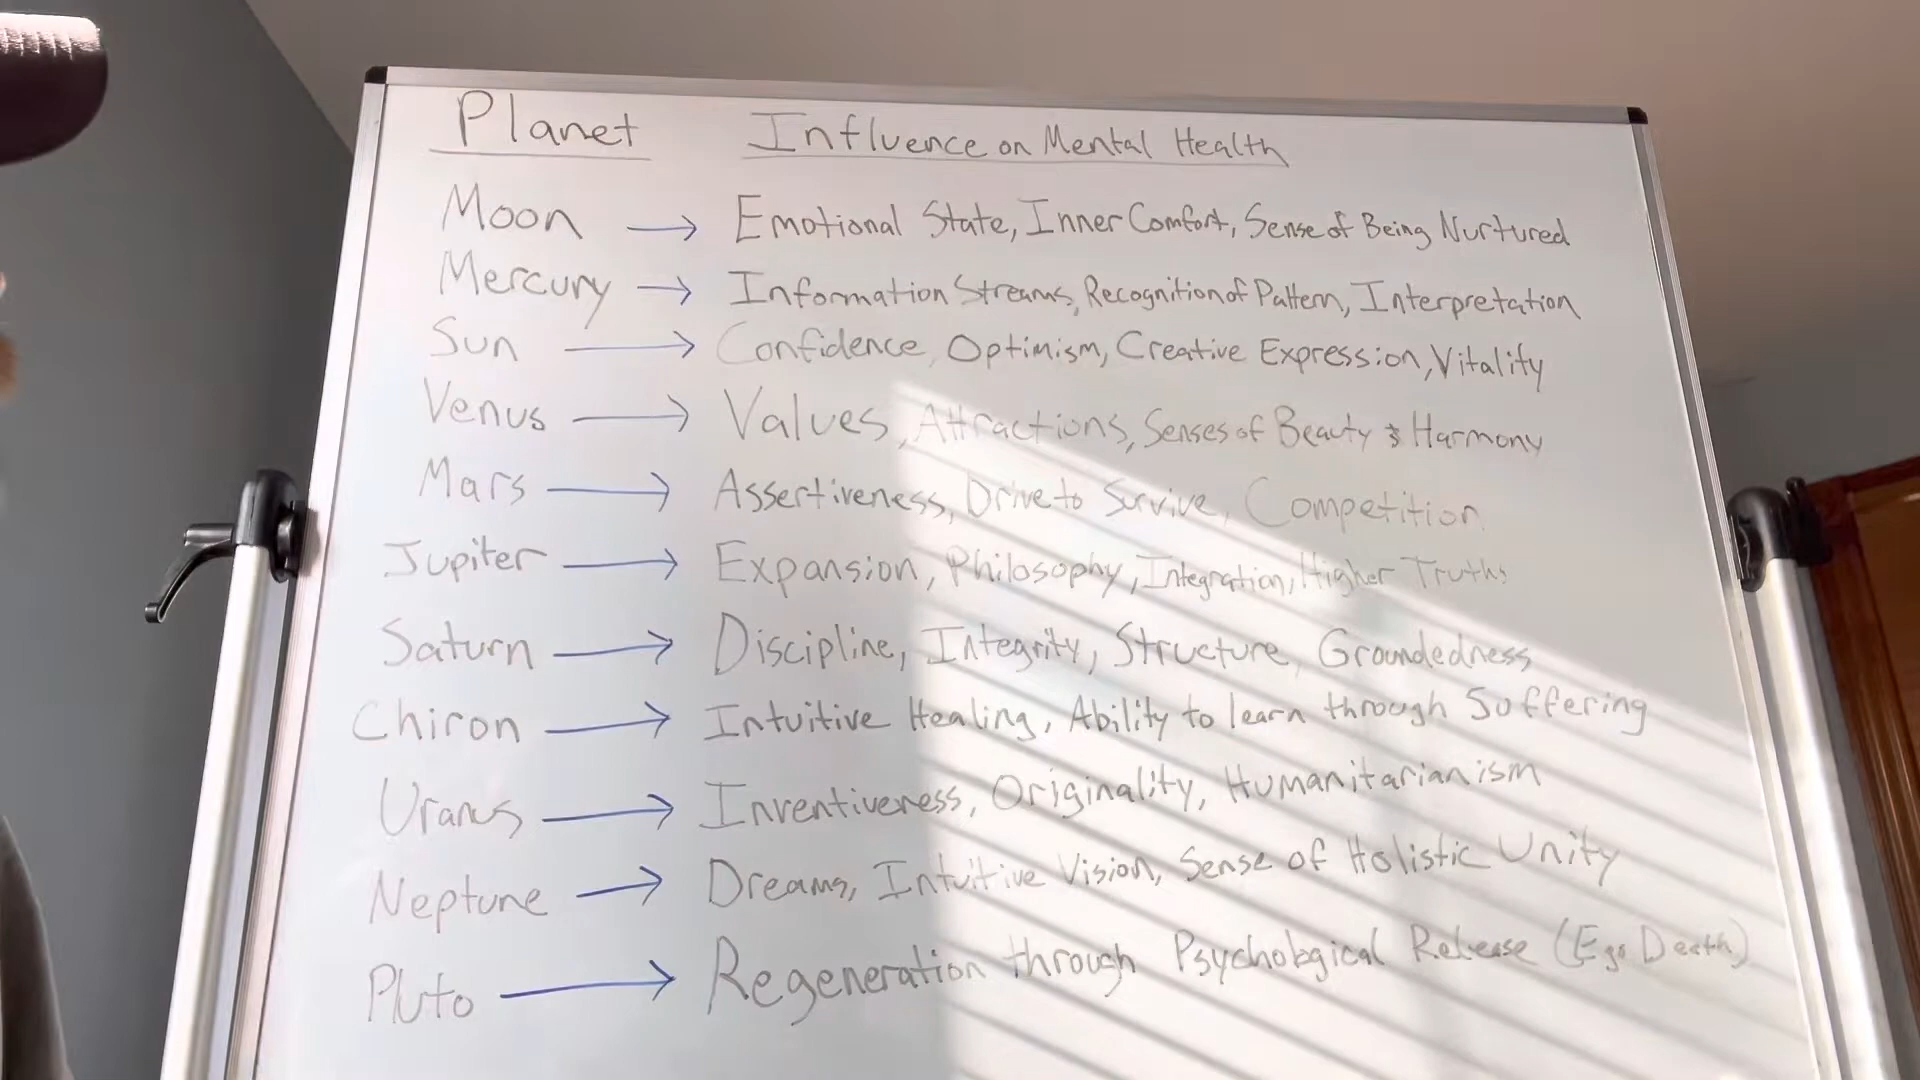 Planet Influence on Mental Health
Moon → Emotional State, Inner Comfort, Sense of Being Nurtured
Mercury → Information Streams, Recognition of Pattern, Interpretation
Sun → Confidence, Optimism, Creative Expression, Vitality
Venus → Values, Attractions, Senses of Beauty & Harmony
Mars → Assertiveness, Drive to Survive, Competition
Jupiter → Expansion, Philosophy, Integration, Higher Truths
Saturn → Discipline, Integrity, Structure, Groundedness
Chiron → Intuitive Healing, Ability to learn through Suffering
Uranus → Inventiveness, Originality, Humanitarianism
Neptune → Dreams, Intuitive Vision, Sense of Holistic Unity
Pluto → Regeneration through Psychological Release (Ego Death)